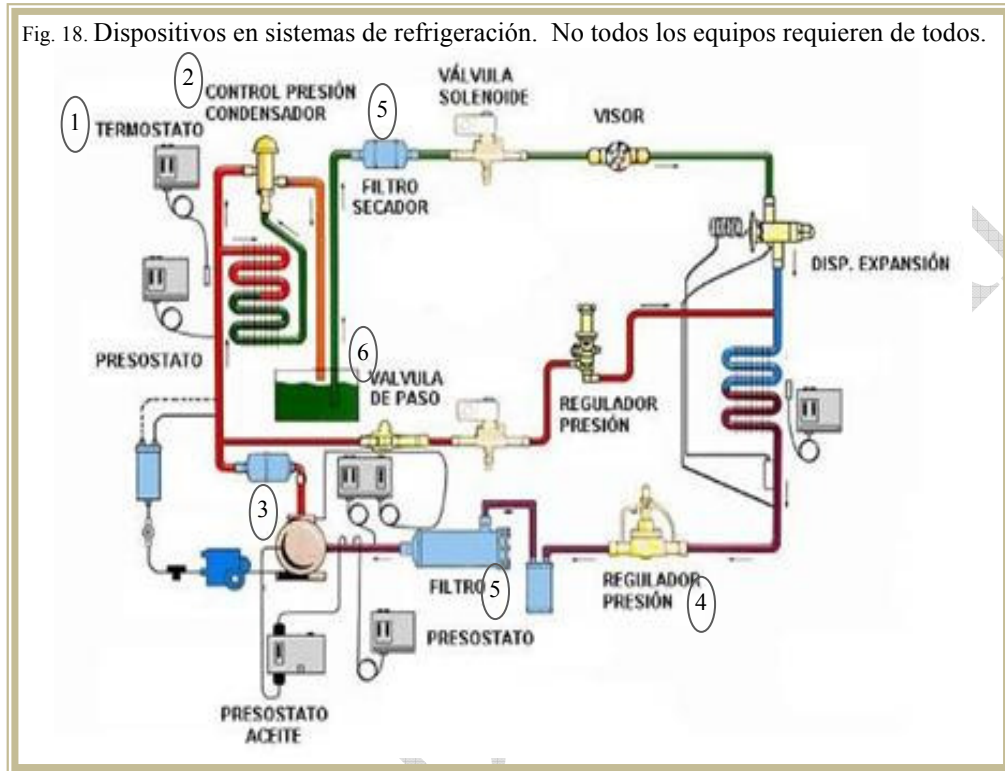 Fig. 18. Dispositivos en sistemas de refrigeración. No todos los equipos requieren de todos.
2
CONTROL PRESIÓN
CONDENSADOR
1
TERMOSTATO
5
FILTRO
SECADOR
VÁLVULA
SOLENOIDE
VISOR
DISP. EXPANSIÓN
PRESOSTATO
6
VALVULA
DE PASO
REGULADOR
PRESIÓN
3
FILTRO
5
REGULADOR
PRESIÓN
4
PRESOSTATO
PRESOSTATO
ACEITE